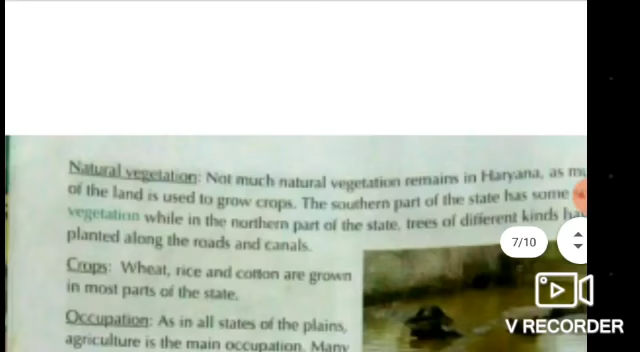 Natural vegetation: Not much natural vegetation remains in Haryana, as
of the land is used to grow crops. The southern part of the state has some
vegetation while in the northern part of the state, trees of different kinds
planted along the roads and canals.
7/10
Crops: Wheat, rice and cotton are grown
in most parts of the state.
Occupation: As in all states of the plains,
agriculture is the main occupation. Many
V RECORDER